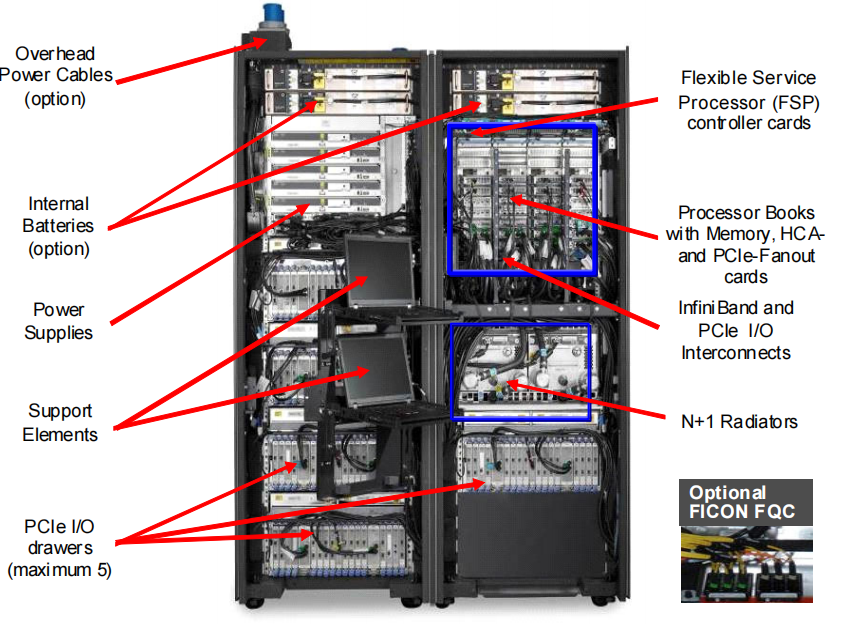 Overhead
Power Cables
(option)
Internal
Batteries
(option)
Power
Supplies
Support
Elements
PCIe I/O
drawers
(maximum 5)
Flexible Service
Processor (FSP)
controller cards
Processor Books
with Memory, HCA-
and PCIe-Fanout
cards
InfiniBand and
PCIe I/O
Interconnects
N+1 Radiators
Optional
FICON FQC